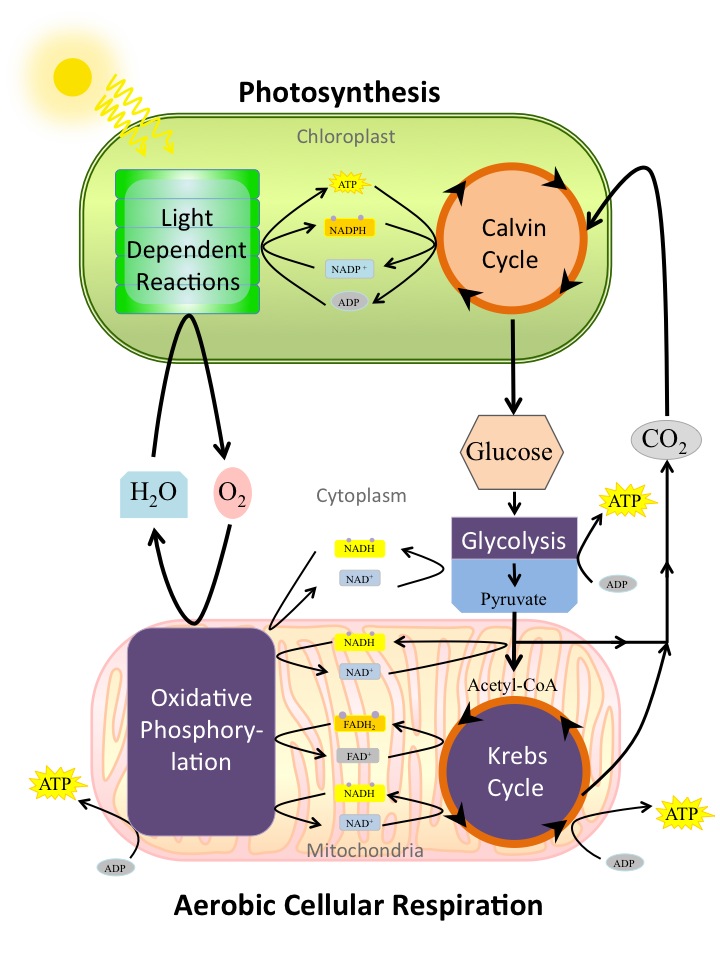 Photosynthesis
Chloroplast
Light
Dependent
Reactions
ATP
NADPH
NADP⁺
ADP
Calvin
Cycle
CO₂
Glucose
H₂O
O₂
Cytoplasm
ATP
ADP
Glycolysis
Pyruvate
NADH
NAD⁺
NADH
NAD⁺
Acetyl-CoA
Oxidative
Phosphory-
lation
FADH₂
FAD⁺
NADH
NAD⁺
Krebs
Cycle
ATP
ADP
ATP
ADP
Mitochondria
Aerobic Cellular Respiration